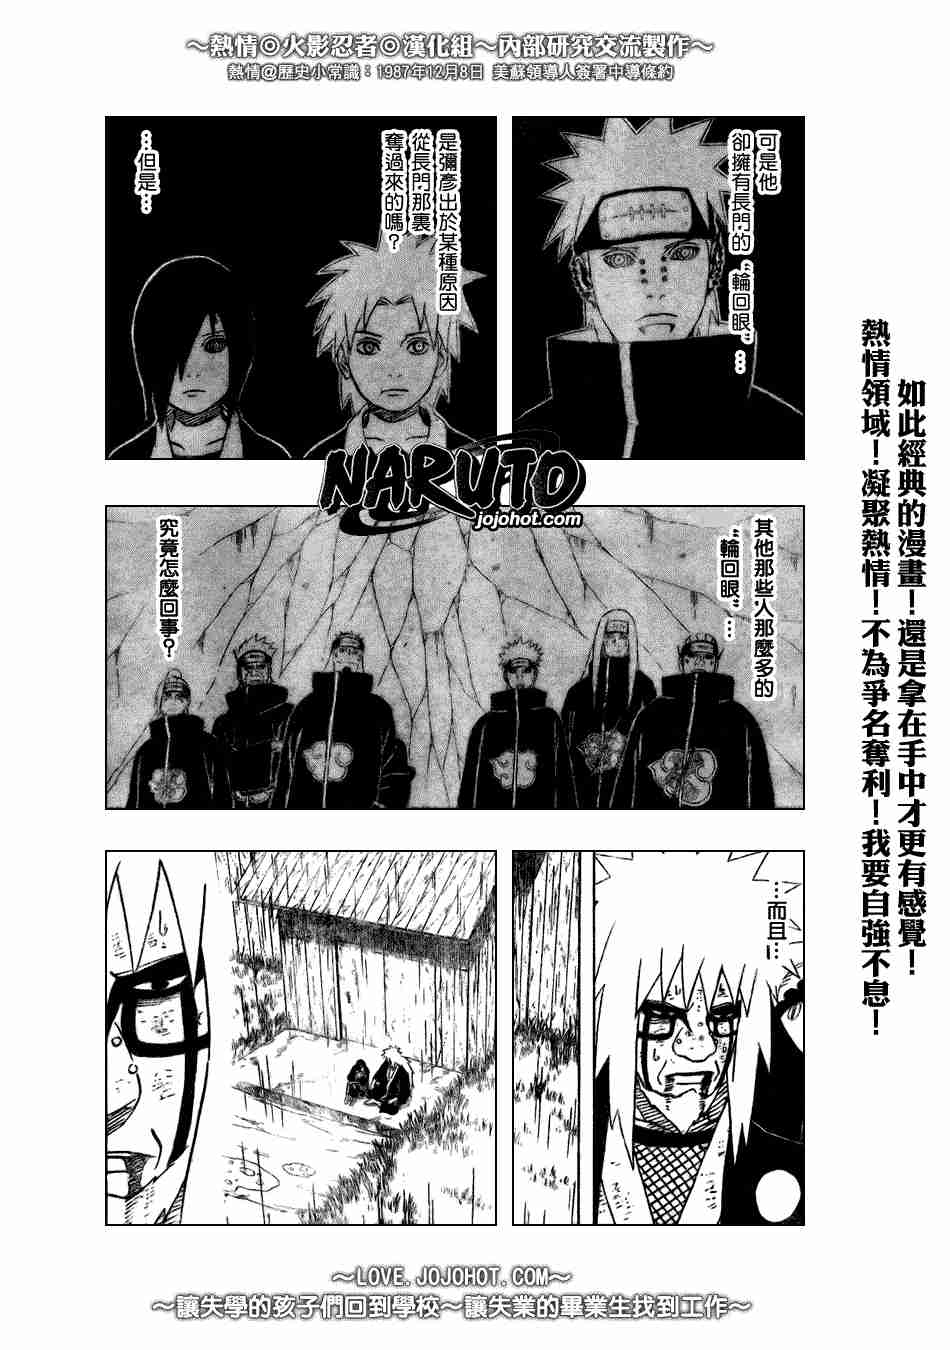 ～熱情◎火影忍者◎漢化組～內部研究交流製作～
熱情@歷史小常識：1987年12月8日 美蘇領導人簽署中導條約
可是他
卻擁有長門的“輪回眼”…
是彌彥出於某種原因
從長門那裏
奪過來的嗎？
…但是…
NARUTO
jojohot.com
其他那些人那麼多的
“輪回眼”…
究竟怎麼回事？
…而且…
如此經典的漫畫！還是拿在手中才更有感覺！
熱情領域！凝聚熱情！不為爭名奪利！我要自強不息！
～LOVE.JOJOHOT.COM～
～讓失學的孩子們回到學校～讓失業的畢業生找到工作～